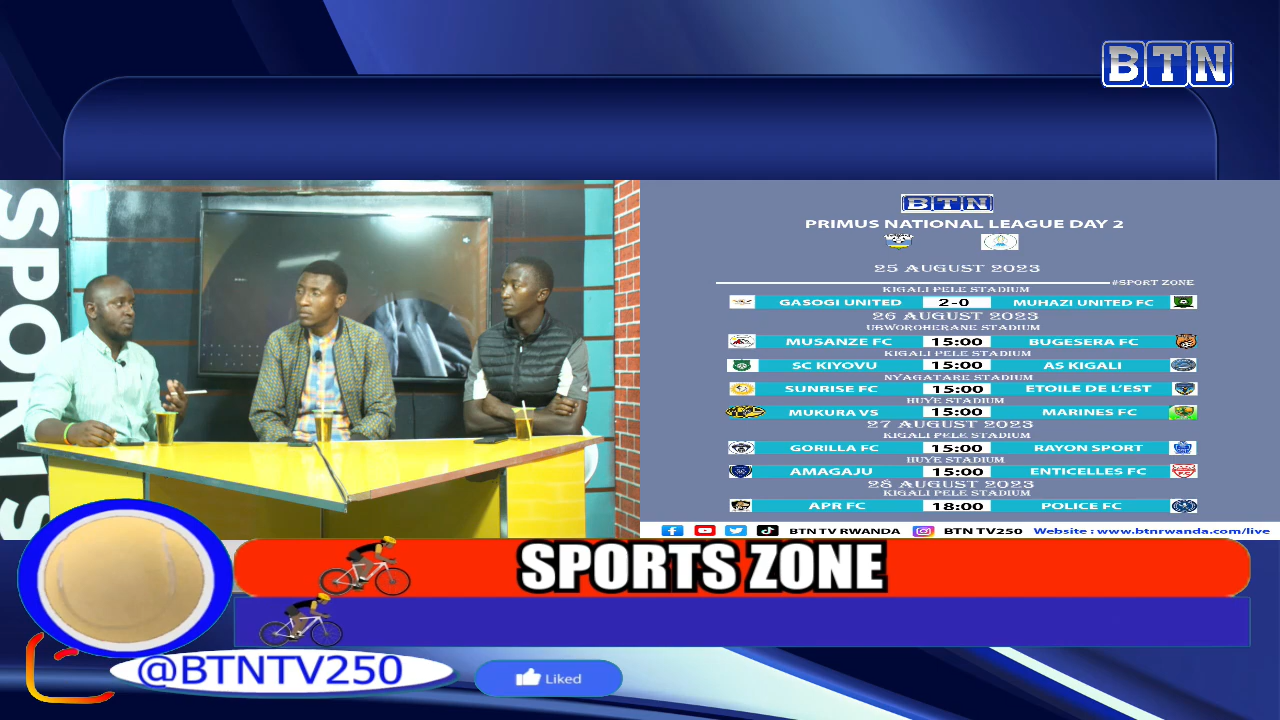 BTN
SPORTS
BTN
PRIMUS NATIONAL LEAGUE DAY 2
25 AUGUST 2023
#SPORT ZONE
KIGALI PELE STADIUM
GASOGI UNITED 2-0 MUHAZI UNITED FC
26 AUGUST 2023
UBWOROHERANE STADIUM
MUSANZE FC 15:00 BUGESERA FC
KIGALI PELE STADIUM
SC KIYOVU 15:00 AS KIGALI
NYAGATARE STADIUM
SUNRISE FC 15:00 ETOILE DE L'EST
HUYE STADIUM
MUKURA VS 15:00 MARINES FC
27 AUGUST 2023
KIGALI PELE STADIUM
GORILLA FC 15:00 RAYON SPORT
HUYE STADIUM
AMAGAJU 15:00 ENTICELLES FC
28 AUGUST 2023
KIGALI PELE STADIUM
APR FC 18:00 POLICE FC
BTN TV RWANDA BTN TV250 Website : www.btnrwanda.com/live
SPORTS ZONE
@BTNTV250
Liked